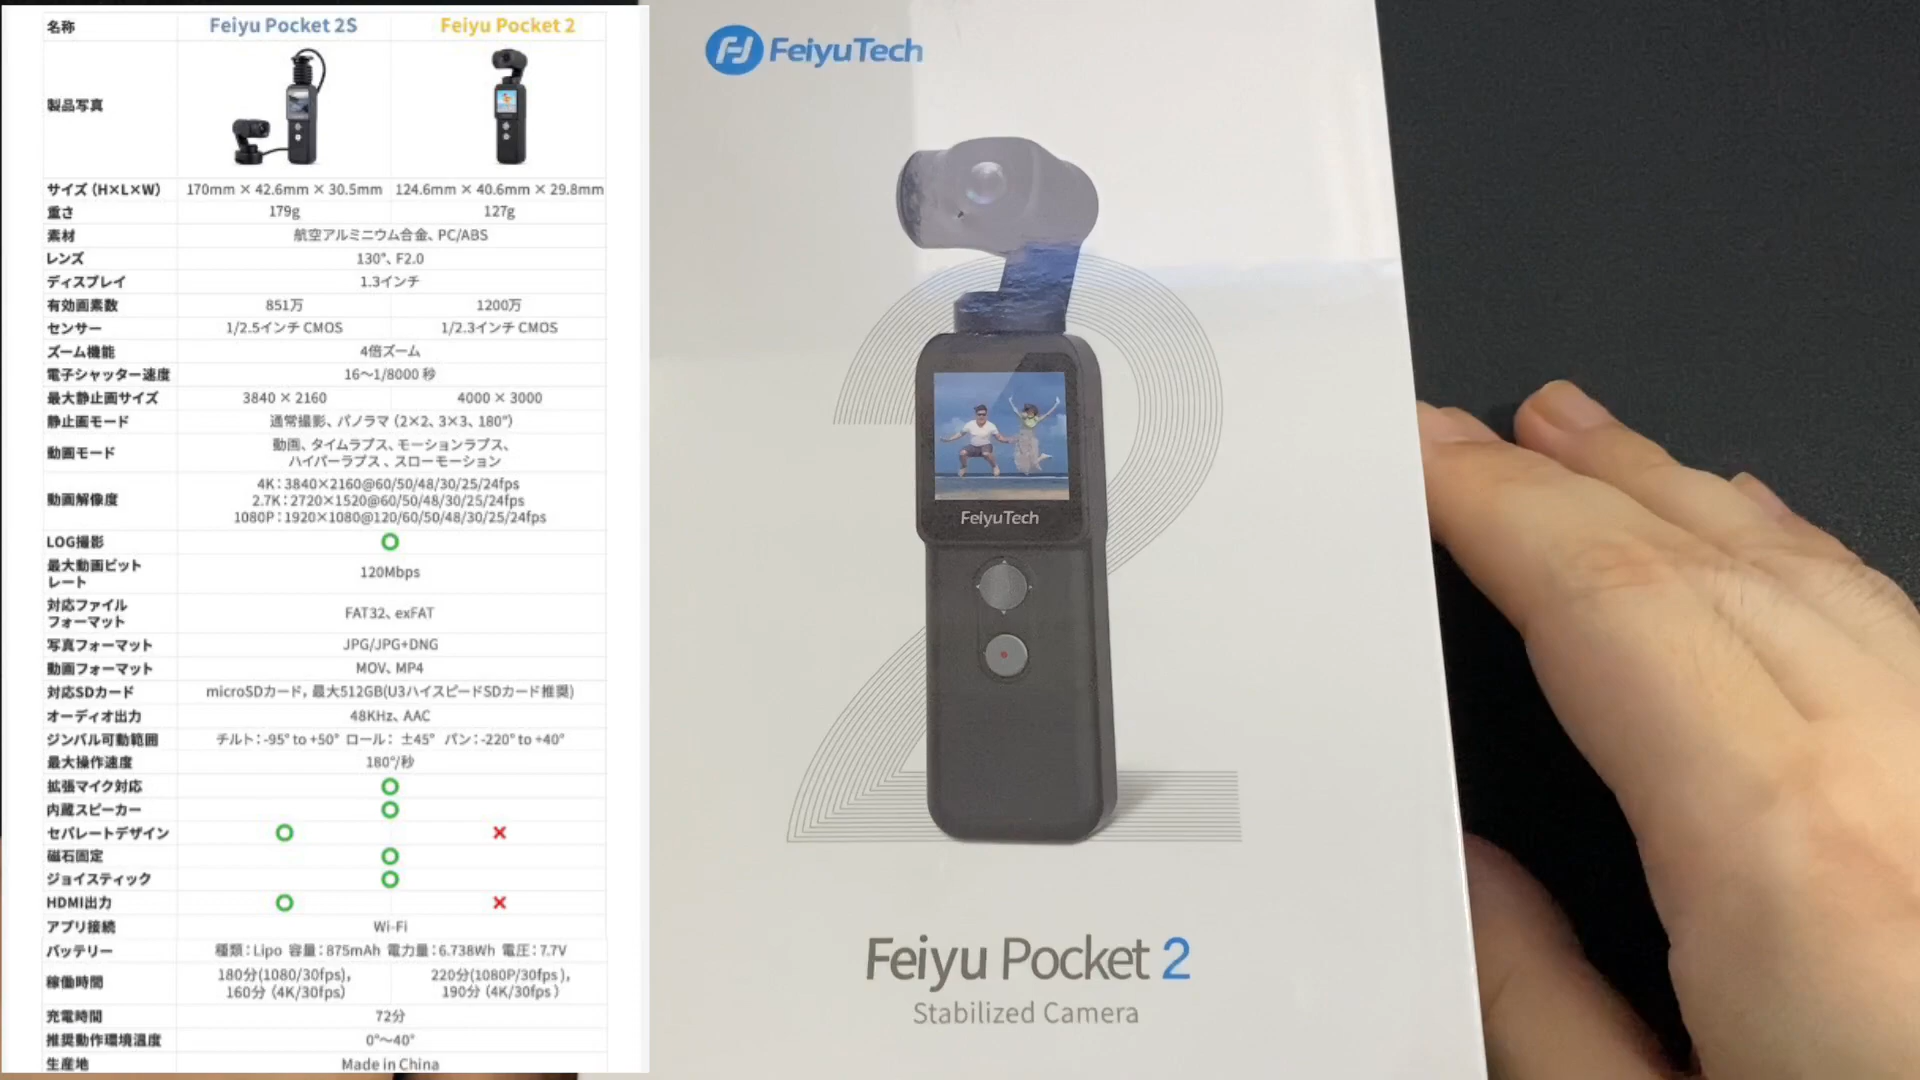 名称 Feiyu Pocket 2S Feiyu Pocket 2
製品写真
サイズ (H×L×W) 170mm × 42.6mm × 30.5mm 124.6mm × 40.6mm × 29.8mm
重さ 179g 127g
素材 航空アルミニウム合金、PC/ABS
レンズ 130°、F2.0
ディスプレイ 1.3インチ
有効画素数 851万 1200万
センサー 1/2.5インチ CMOS 1/2.3インチ CMOS
ズーム機能 4倍ズーム
電子シャッター速度 16〜1/8000 秒
最大静止画サイズ 3840 × 2160 4000 × 3000
静止画モード 通常撮影、パノラマ (2×2、3×3、180°)
動画モード 動画、タイムラプス、モーションラプス、
ハイパーラプス 、スローモーション
動画解像度 4K：3840×2160@60/50/48/30/25/24fps
2.7K：2720×1520@60/50/48/30/25/24fps
1080P：1920×1080@120/60/50/48/30/25/24fps
LOG撮影
最大動画ビット
レート 120Mbps
対応ファイル
フォーマット FAT32、exFAT
写真フォーマット JPG/JPG+DNG
動画フォーマット MOV、MP4
対応SDカード microSDカード，最大512GB(U3ハイスピードSDカード推奨)
オーディオ出力 48KHz、AAC
ジンバル可動範囲 チルト：-95° to +50° ロール： ±45° パン：-220° to +40°
最大操作速度 180°/秒
拡張マイク対応
内蔵スピーカー
セパレートデザイン
磁石固定
ジョイスティック
HDMI出力
アプリ接続 Wi-Fi
バッテリー 種類：Lipo 容量：875mAh 電力量：6.738Wh 電圧：7.7V
稼働時間 180分(1080/30fps)， 220分(1080P/30fps )，
160分 (4K/30fps) 190分 (4K/30fps )
充電時間 72分
推奨動作環境温度 0°〜40°
生産地 Made in China
FeiyuTech
FeiyuTech
Feiyu Pocket 2
Stabilized Camera